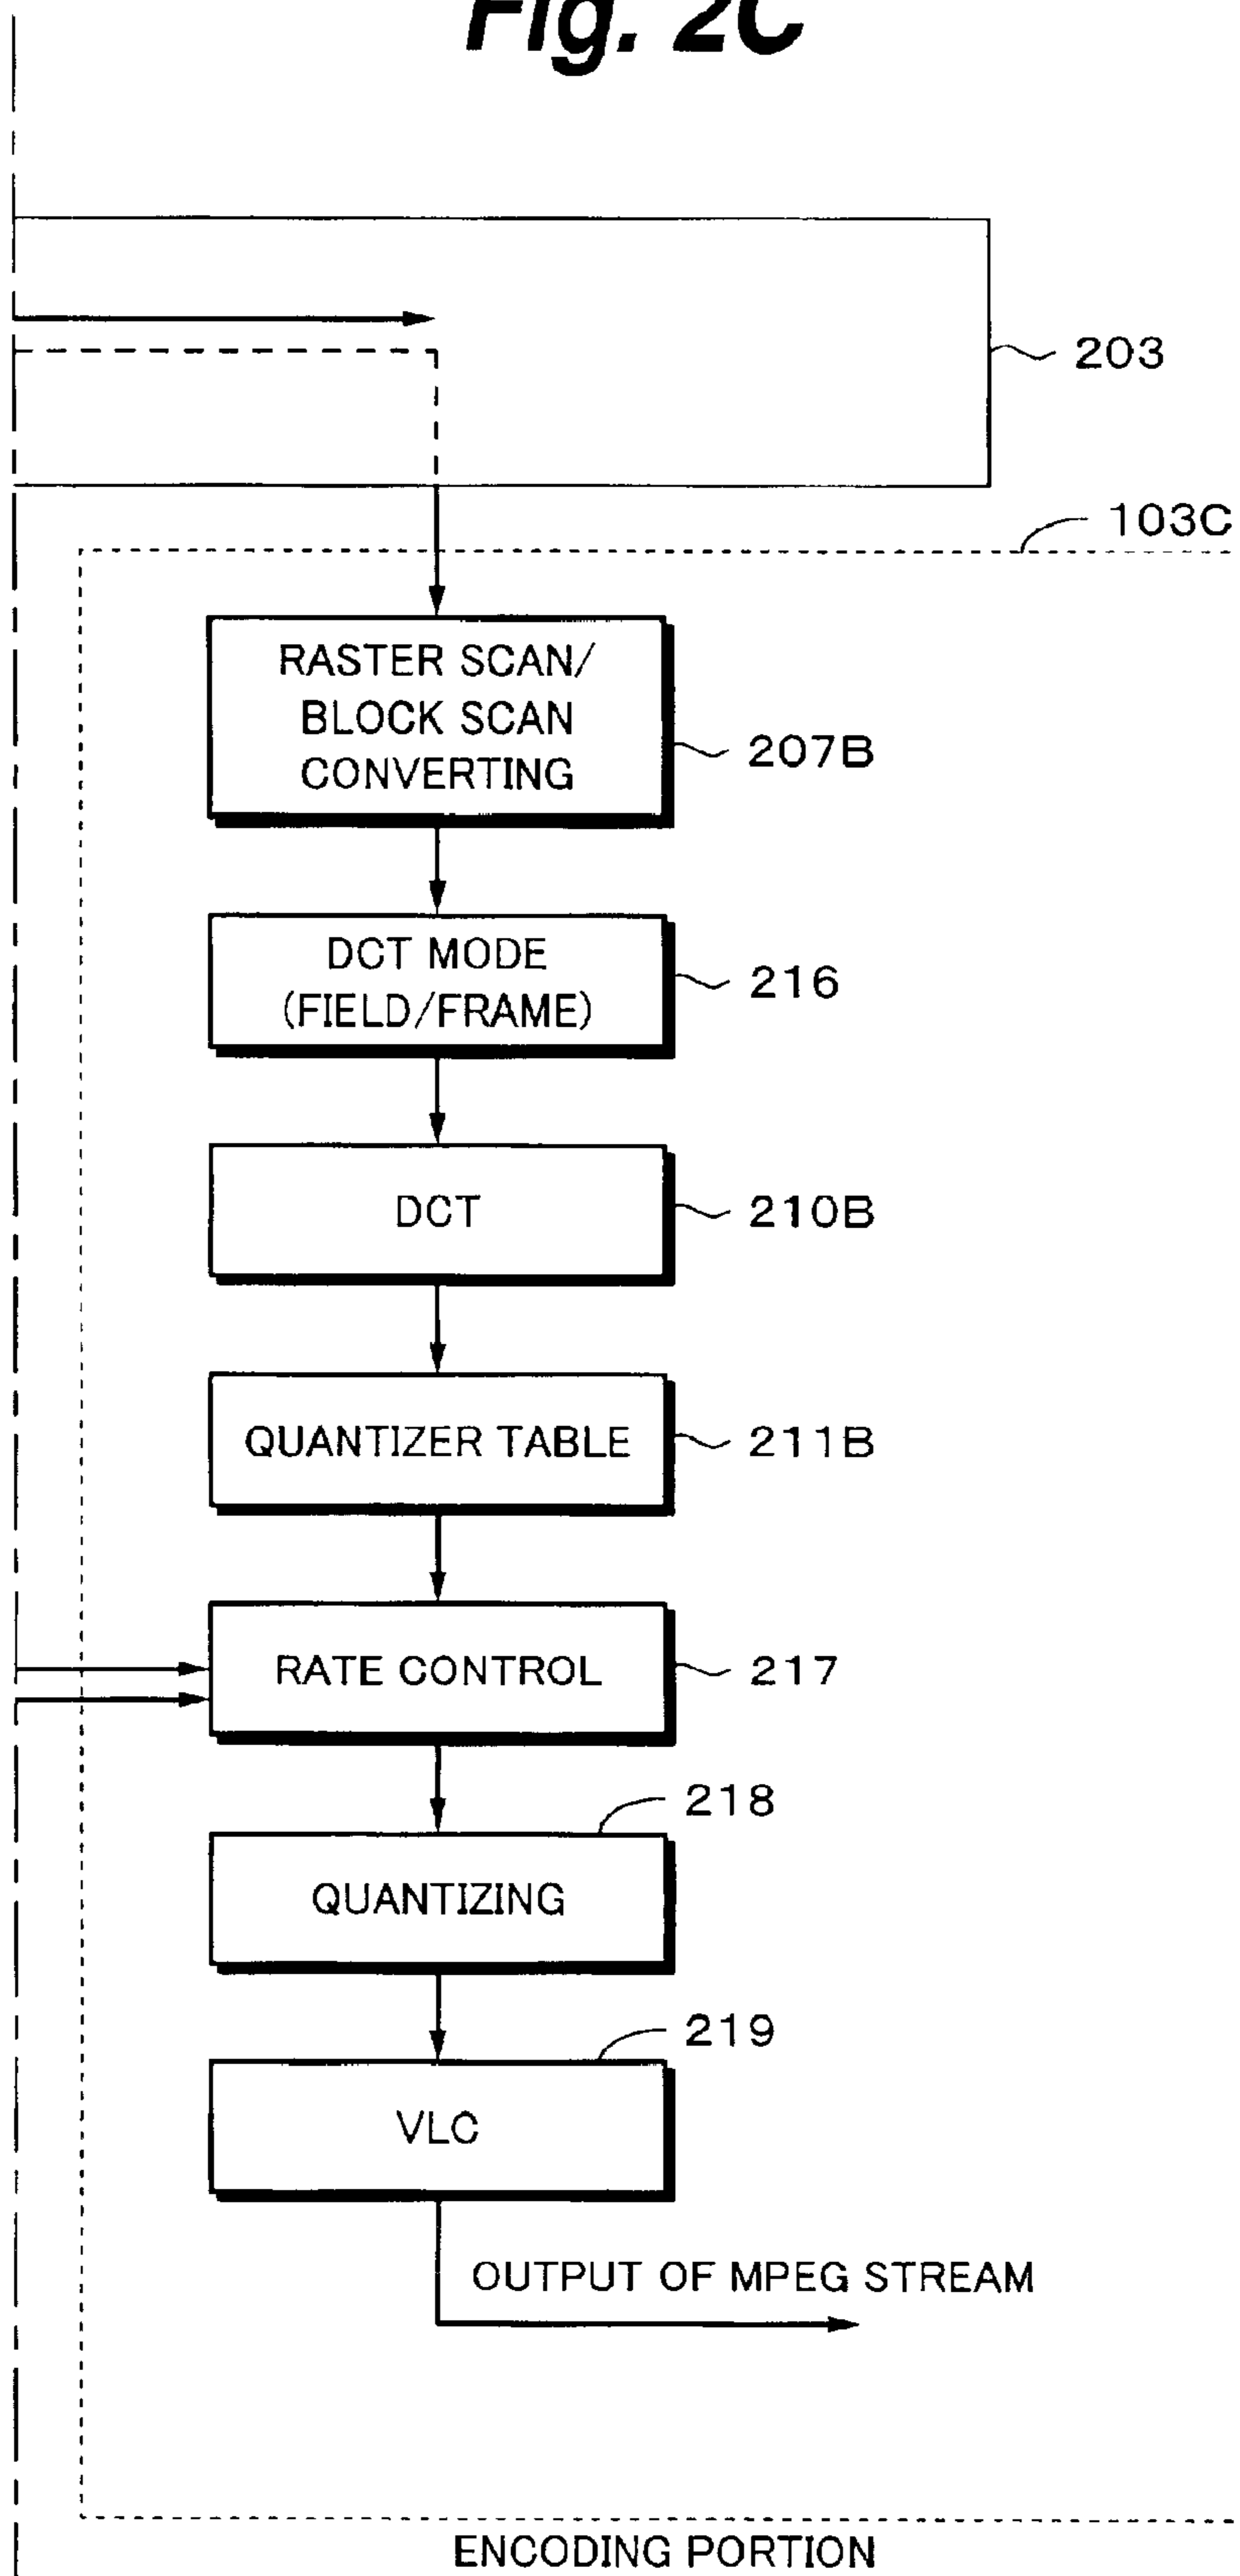 Fig. 2C
203
103C
RASTER SCAN/
BLOCK SCAN
CONVERTING
207B
DCT MODE
(FIELD/FRAME)
216
DCT
210B
QUANTIZER TABLE
211B
RATE CONTROL
217
218
QUANTIZING
219
VLC
OUTPUT OF MPEG STREAM
ENCODING PORTION